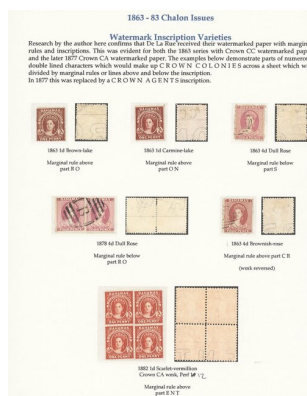 1863 - 83 Chalon Issues
Watermark Inscription Varieties
Research by the author here confirms that De La Rue received their watermarked paper with margin
rules and inscriptions. This was evident for both the 1863 series with Crown CC watermarked pap
and the later 1877 Crown CA watermarked paper. The examples below demonstrate parts of numerou
double lined characters which would make up C R O W N C O L O N I E S across a sheet which w
divided by marginal rules or lines above and below the inscription.
In 1877 this was replaced by a C R O W N A G E N T S inscription.
1863 1d Brown-lake
Marginal rule above
part R O
1863 1d Carmine-lake
Marginal rule above
part O N
1863 4d Dull Rose
Marginal rule below
part S
1878 4d Dull Rose
Marginal rule below
part R O
1863 4d Brownish-rose
Marginal rule above part C R
(wmk reversed)
BAHAMAS
ONE PENNY
1882 1d Scarlet-vermillion
Crown CA wmk, Perf 12
Marginal rule above
part E N T